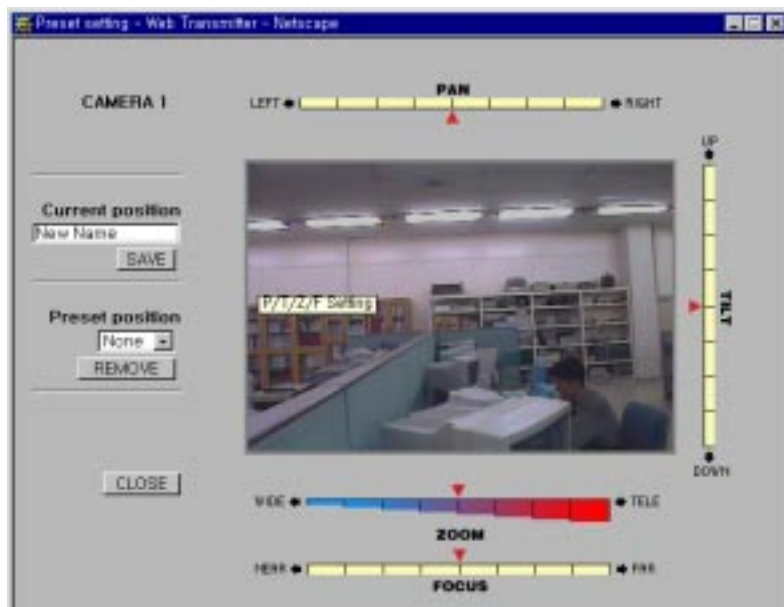 Preset setting - Web Transmitter - Netscape
CAMERA 1
PAN
LEFT
RIGHT
UP
Current position
New Name
SAVE
P/T/Z/F Setting
TILT
Preset position
None
REMOVE
DOWN
CLOSE
WIDE
TELE
ZOOM
NEAR
FAR
FOCUS